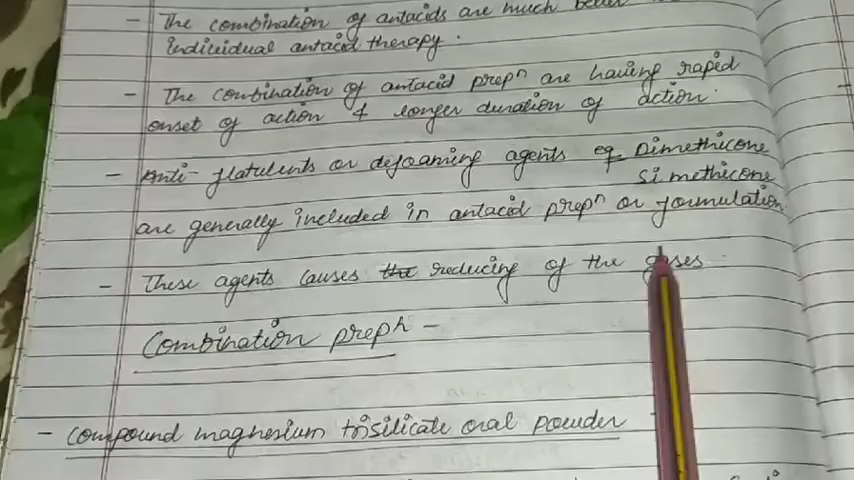 - The combination of antacids are much better
individual antacid therapy.
- The combination of antacid prepn are having rapid
onset of action & longer duration of action.
- Anti-flatulents or defoaming agents eg Dimethicone
Simethicone
are generally included in antacid prepn or formulation.
- These agents causes the reducing of the gases.
Combination prepn -
- Compound magnesium trisilicate oral powder